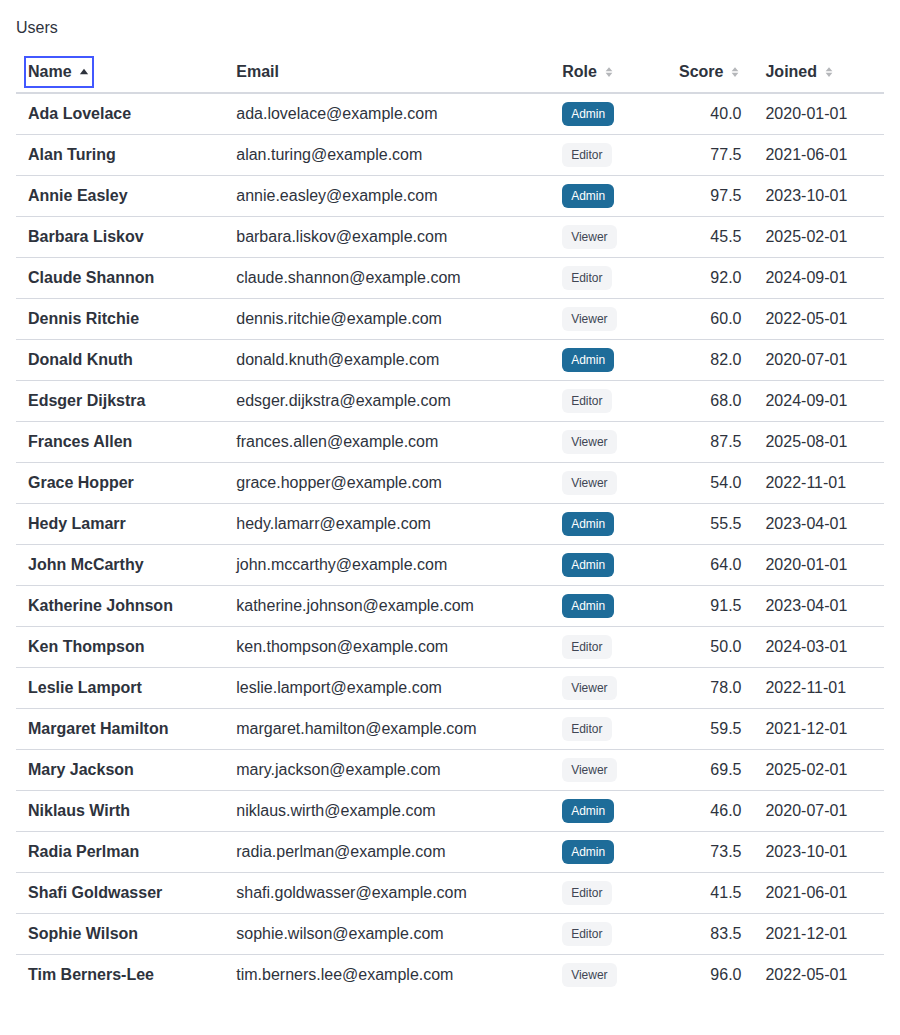 Users
Name Email Role Score Joined
Ada Lovelace ada.lovelace@example.com Admin 40.0 2020-01-01
Alan Turing alan.turing@example.com Editor 77.5 2021-06-01
Annie Easley annie.easley@example.com Admin 97.5 2023-10-01
Barbara Liskov barbara.liskov@example.com Viewer 45.5 2025-02-01
Claude Shannon claude.shannon@example.com Editor 92.0 2024-09-01
Dennis Ritchie dennis.ritchie@example.com Viewer 60.0 2022-05-01
Donald Knuth donald.knuth@example.com Admin 82.0 2020-07-01
Edsger Dijkstra edsger.dijkstra@example.com Editor 68.0 2024-09-01
Frances Allen frances.allen@example.com Viewer 87.5 2025-08-01
Grace Hopper grace.hopper@example.com Viewer 54.0 2022-11-01
Hedy Lamarr hedy.lamarr@example.com Admin 55.5 2023-04-01
John McCarthy john.mccarthy@example.com Admin 64.0 2020-01-01
Katherine Johnson katherine.johnson@example.com Admin 91.5 2023-04-01
Ken Thompson ken.thompson@example.com Editor 50.0 2024-03-01
Leslie Lamport leslie.lamport@example.com Viewer 78.0 2022-11-01
Margaret Hamilton margaret.hamilton@example.com Editor 59.5 2021-12-01
Mary Jackson mary.jackson@example.com Viewer 69.5 2025-02-01
Niklaus Wirth niklaus.wirth@example.com Admin 46.0 2020-07-01
Radia Perlman radia.perlman@example.com Admin 73.5 2023-10-01
Shafi Goldwasser shafi.goldwasser@example.com Editor 41.5 2021-06-01
Sophie Wilson sophie.wilson@example.com Editor 83.5 2021-12-01
Tim Berners-Lee tim.berners.lee@example.com Viewer 96.0 2022-05-01